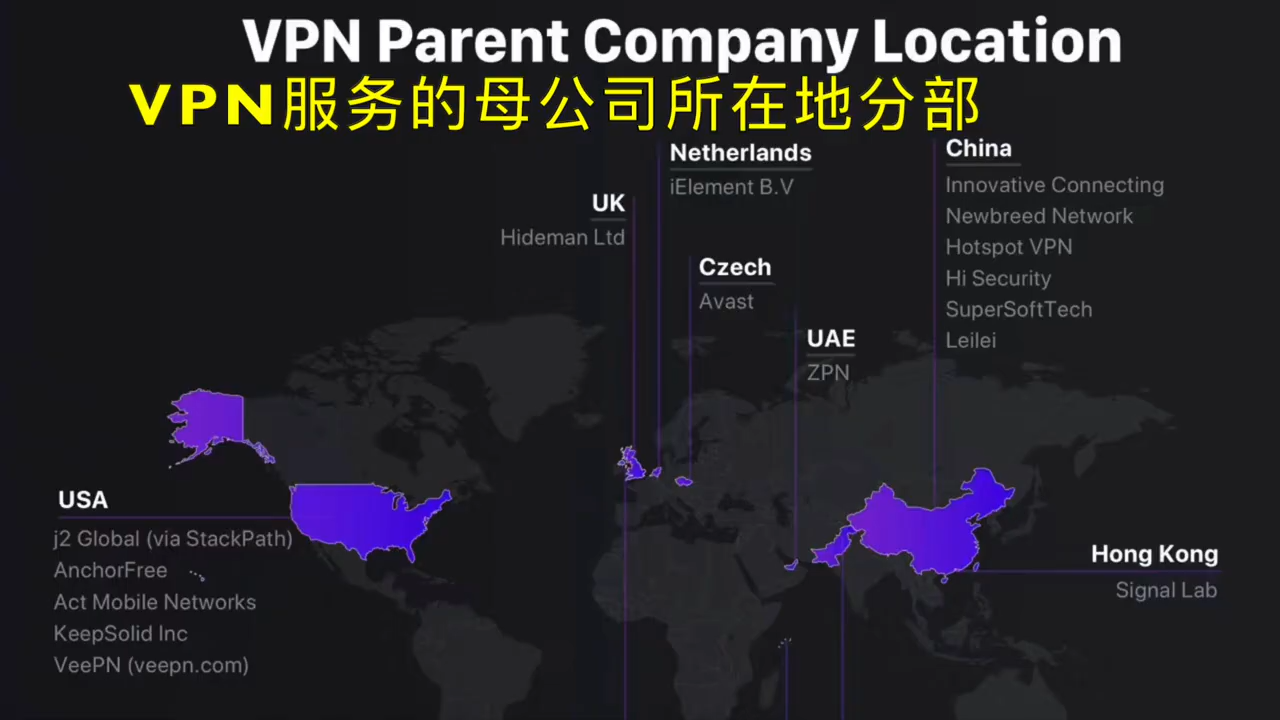 VPN Parent Company Location
VPN服务的母公司所在地分部
Netherlands
iElement B.V
UK
Hideman Ltd
Czech
Avast
UAE
ZPN
China
Innovative Connecting
Newbreed Network
Hotspot VPN
Hi Security
SuperSoftTech
Leilei
USA
j2 Global (via StackPath)
AnchorFree
Act Mobile Networks
KeepSolid Inc
VeePN (veepn.com)
Hong Kong
Signal Lab